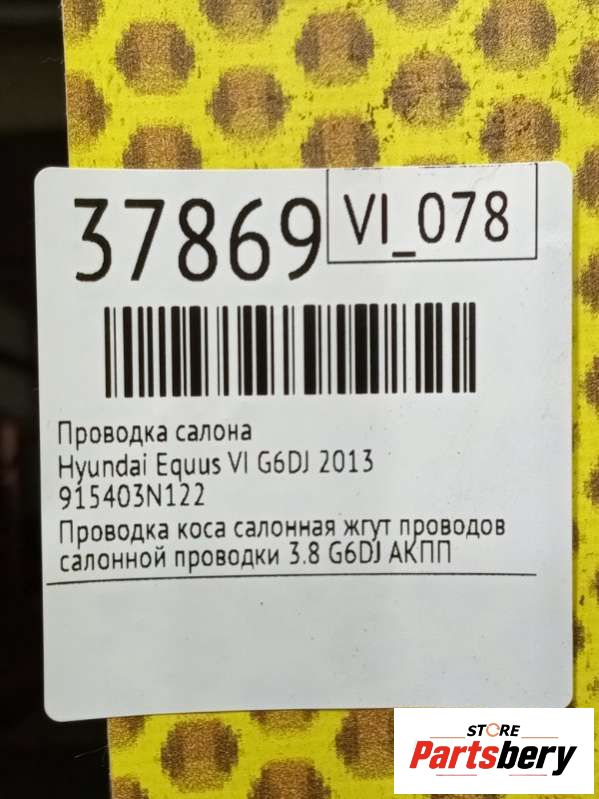 37869
VI_078
Проводка салона
Hyundai Equus VI G6DJ 2013
915403N122
Проводка коса салонная жгут проводов
салонной проводки 3.8 G6DJ АКПП
STORE
Partsbery